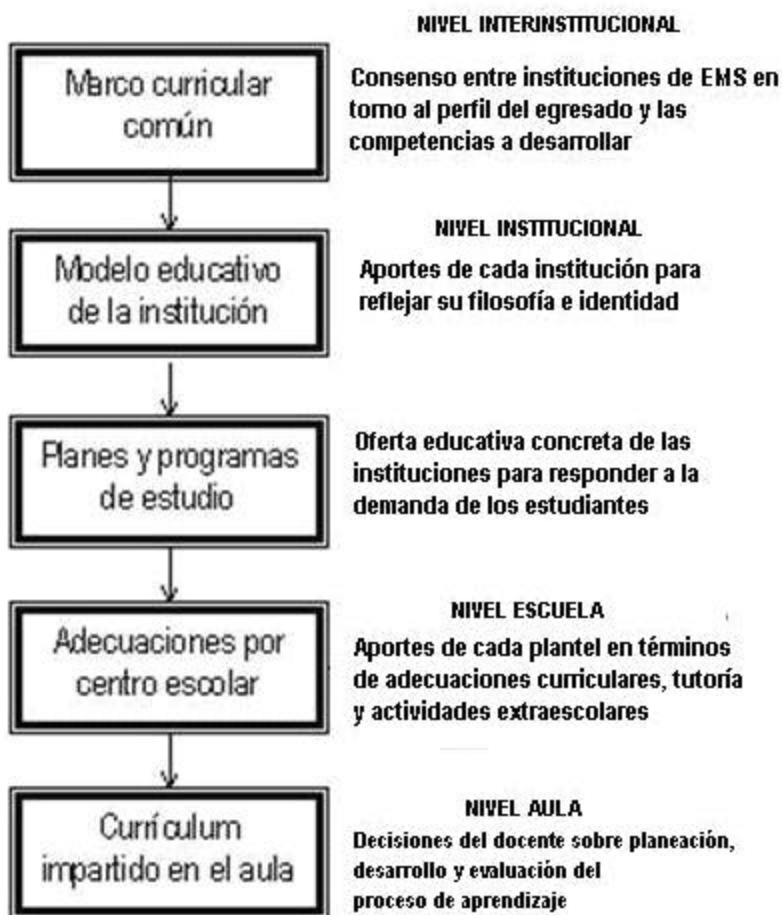 NIVEL INTERINSTITUCIONAL
Marco curricular
común
Consenso entre instituciones de EMS en
torno al perfil del egresado y las
competencias a desarrollar
NIVEL INSTITUCIONAL
Modelo educativo
de la institución
Aportes de cada institución para
reflejar su filosofía e identidad
Planes y programas
de estudio
Oferta educativa concreta de las
instituciones para responder a la
demanda de los estudiantes
NIVEL ESCUELA
Adecuaciones por
centro escolar
Aportes de cada plantel en términos
de adecuaciones curriculares, tutoría
y actividades extraescolares
NIVEL AULA
Currículum
impartido en el aula
Decisiones del docente sobre planeación,
desarrollo y evaluación del
proceso de aprendizaje